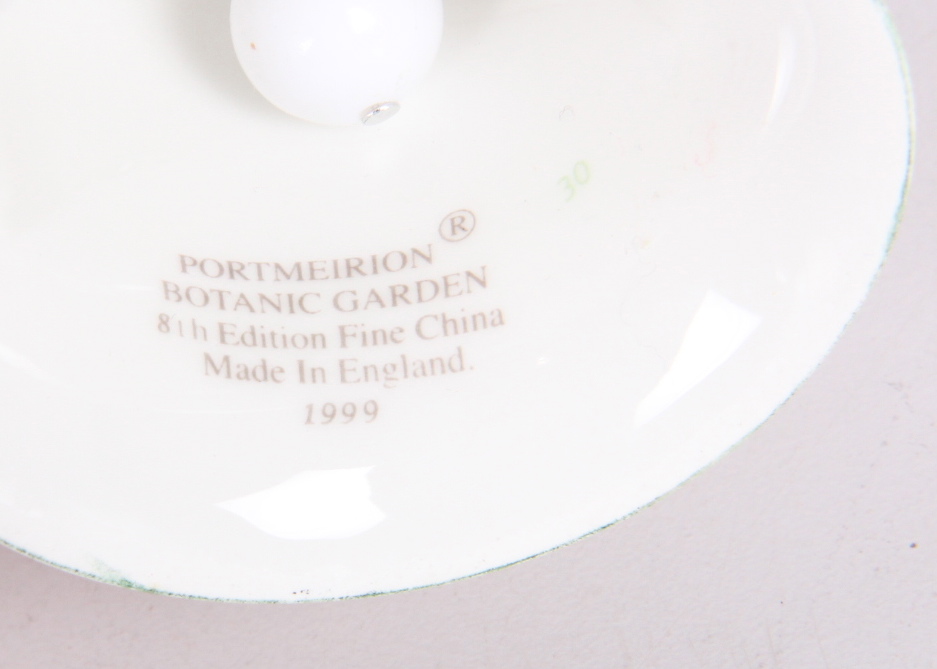 PORTMEIRION ®
BOTANIC GARDEN
8th Edition Fine China
Made In England.
1999
30